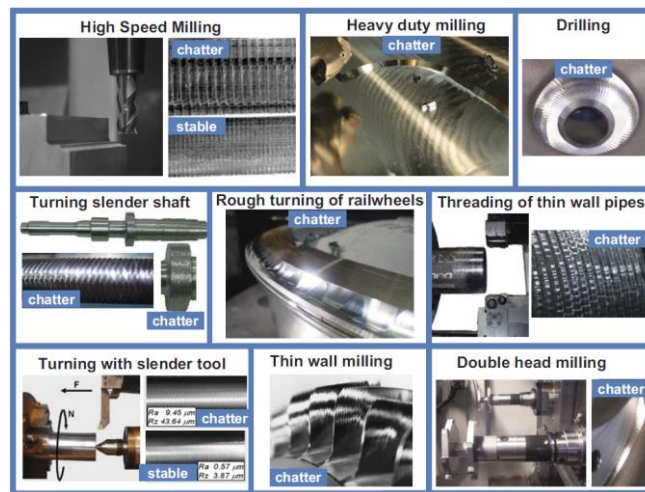 High Speed Milling
chatter
stable
Heavy duty milling
chatter
Drilling
chatter
Turning slender shaft
chatter
chatter
Rough turning of railwheels
chatter
Threading of thin wall pipes
chatter
Turning with slender tool
F
N
Ra 9.45 μm
Rz 43.64 μm
chatter
stable
Ra 0.57 μm
Rz 3.67 μm
Thin wall milling
chatter
Double head milling
chatter